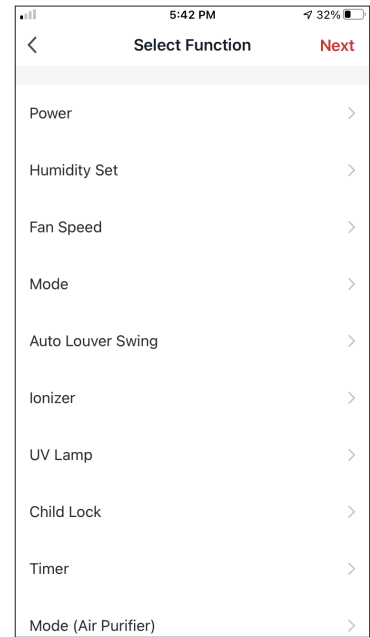 5:42 PM
32%
Select Function
Next
Power
Humidity Set
Fan Speed
Mode
Auto Louver Swing
Ionizer
UV Lamp
Child Lock
Timer
Mode (Air Purifier)